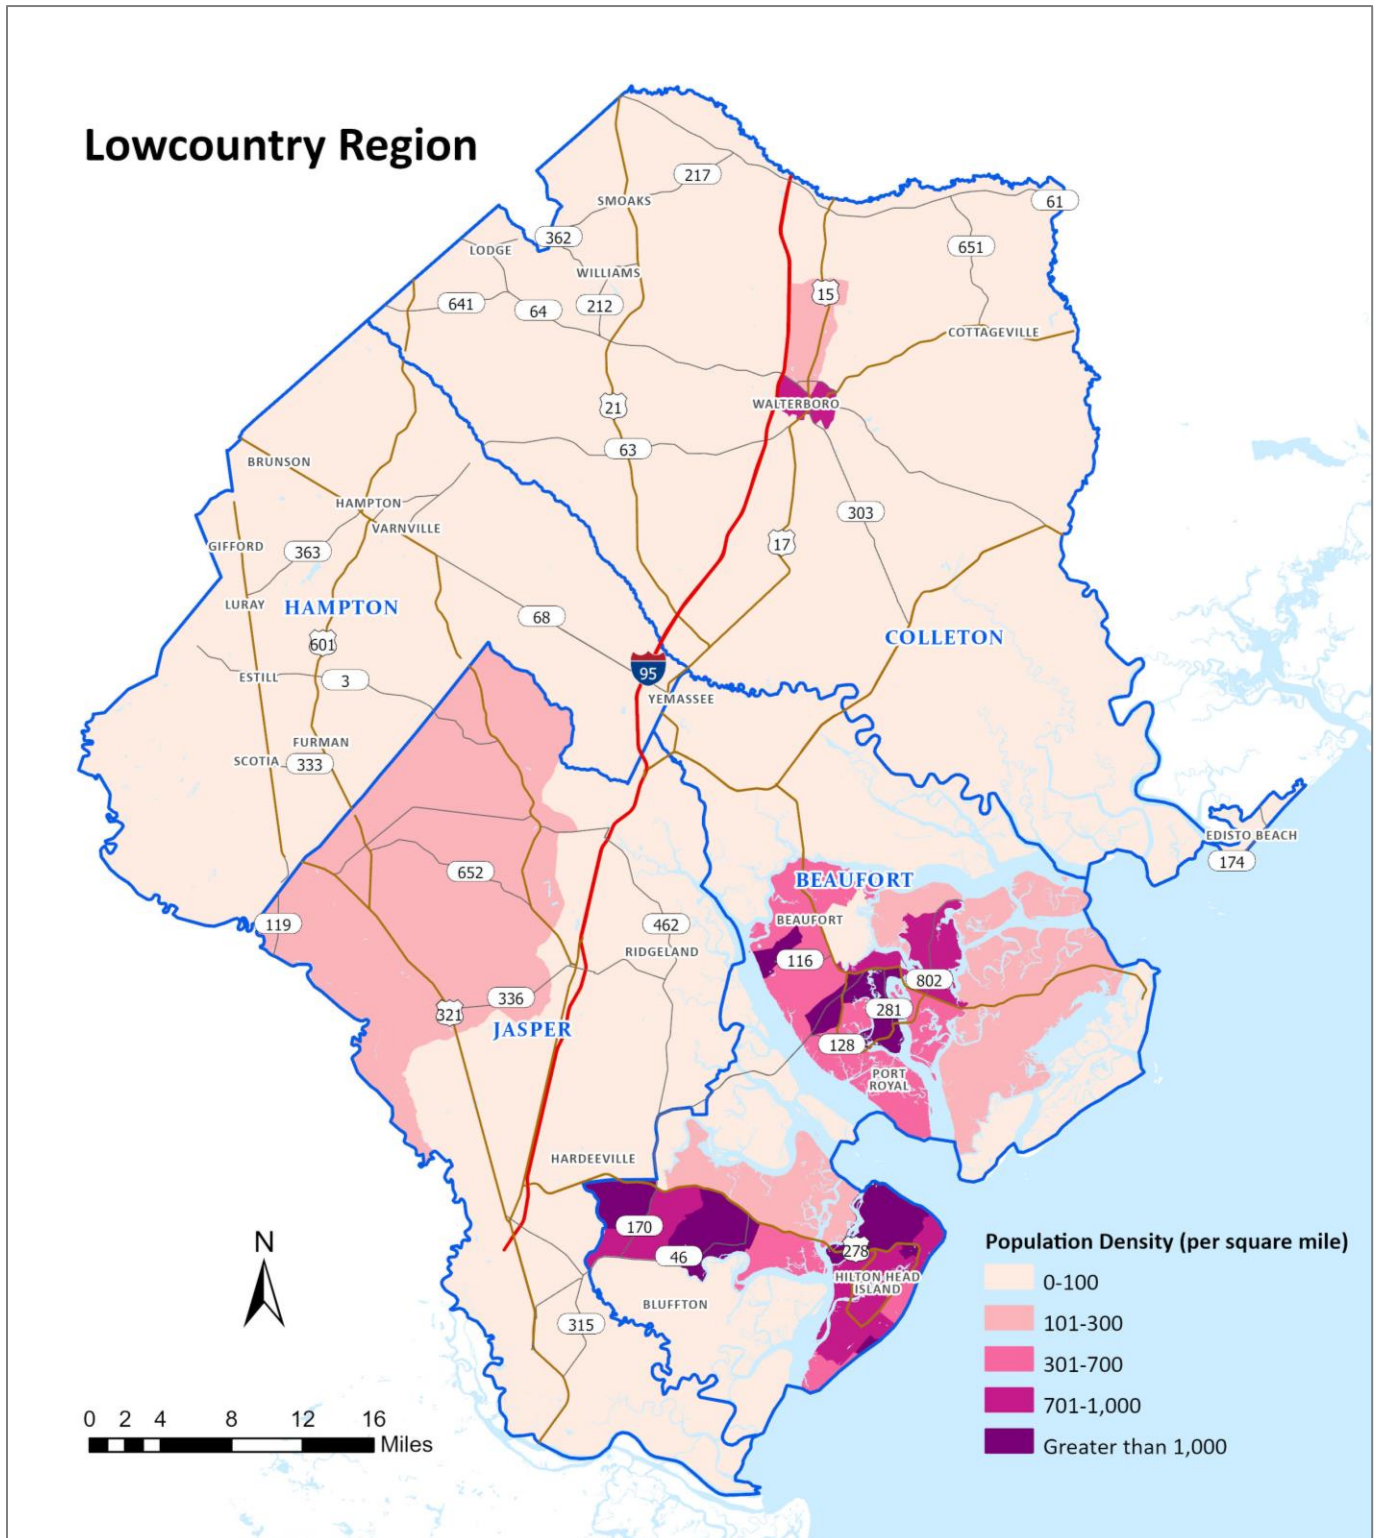 Lowcountry Region
217
SMOAKS
61
362
651
LODGE
WILLIAMS
15
641
64
212
COTTAGEVILLE
WALTERBORO
21
63
BRUNSON
HAMPTON
303
VARNVILLE
17
GIFFORD
363
LURAY
HAMPTON
68
COLLETON
601
95
ESTILL
3
YEMASSEE
FURMAN
SCOTIA
333
EDISTO BEACH
174
652
BEAUFORT
BEAUFORT
119
462
RIDGELAND
116
802
336
281
321
JASPER
128
PORT
ROYAL
HARDEEVILLE
170
46
278
HILTON HEAD
ISLAND
BLUFFTON
315
N
0 2 4 8 12 16
Miles
Population Density (per square mile)
0-100
101-300
301-700
701-1,000
Greater than 1,000